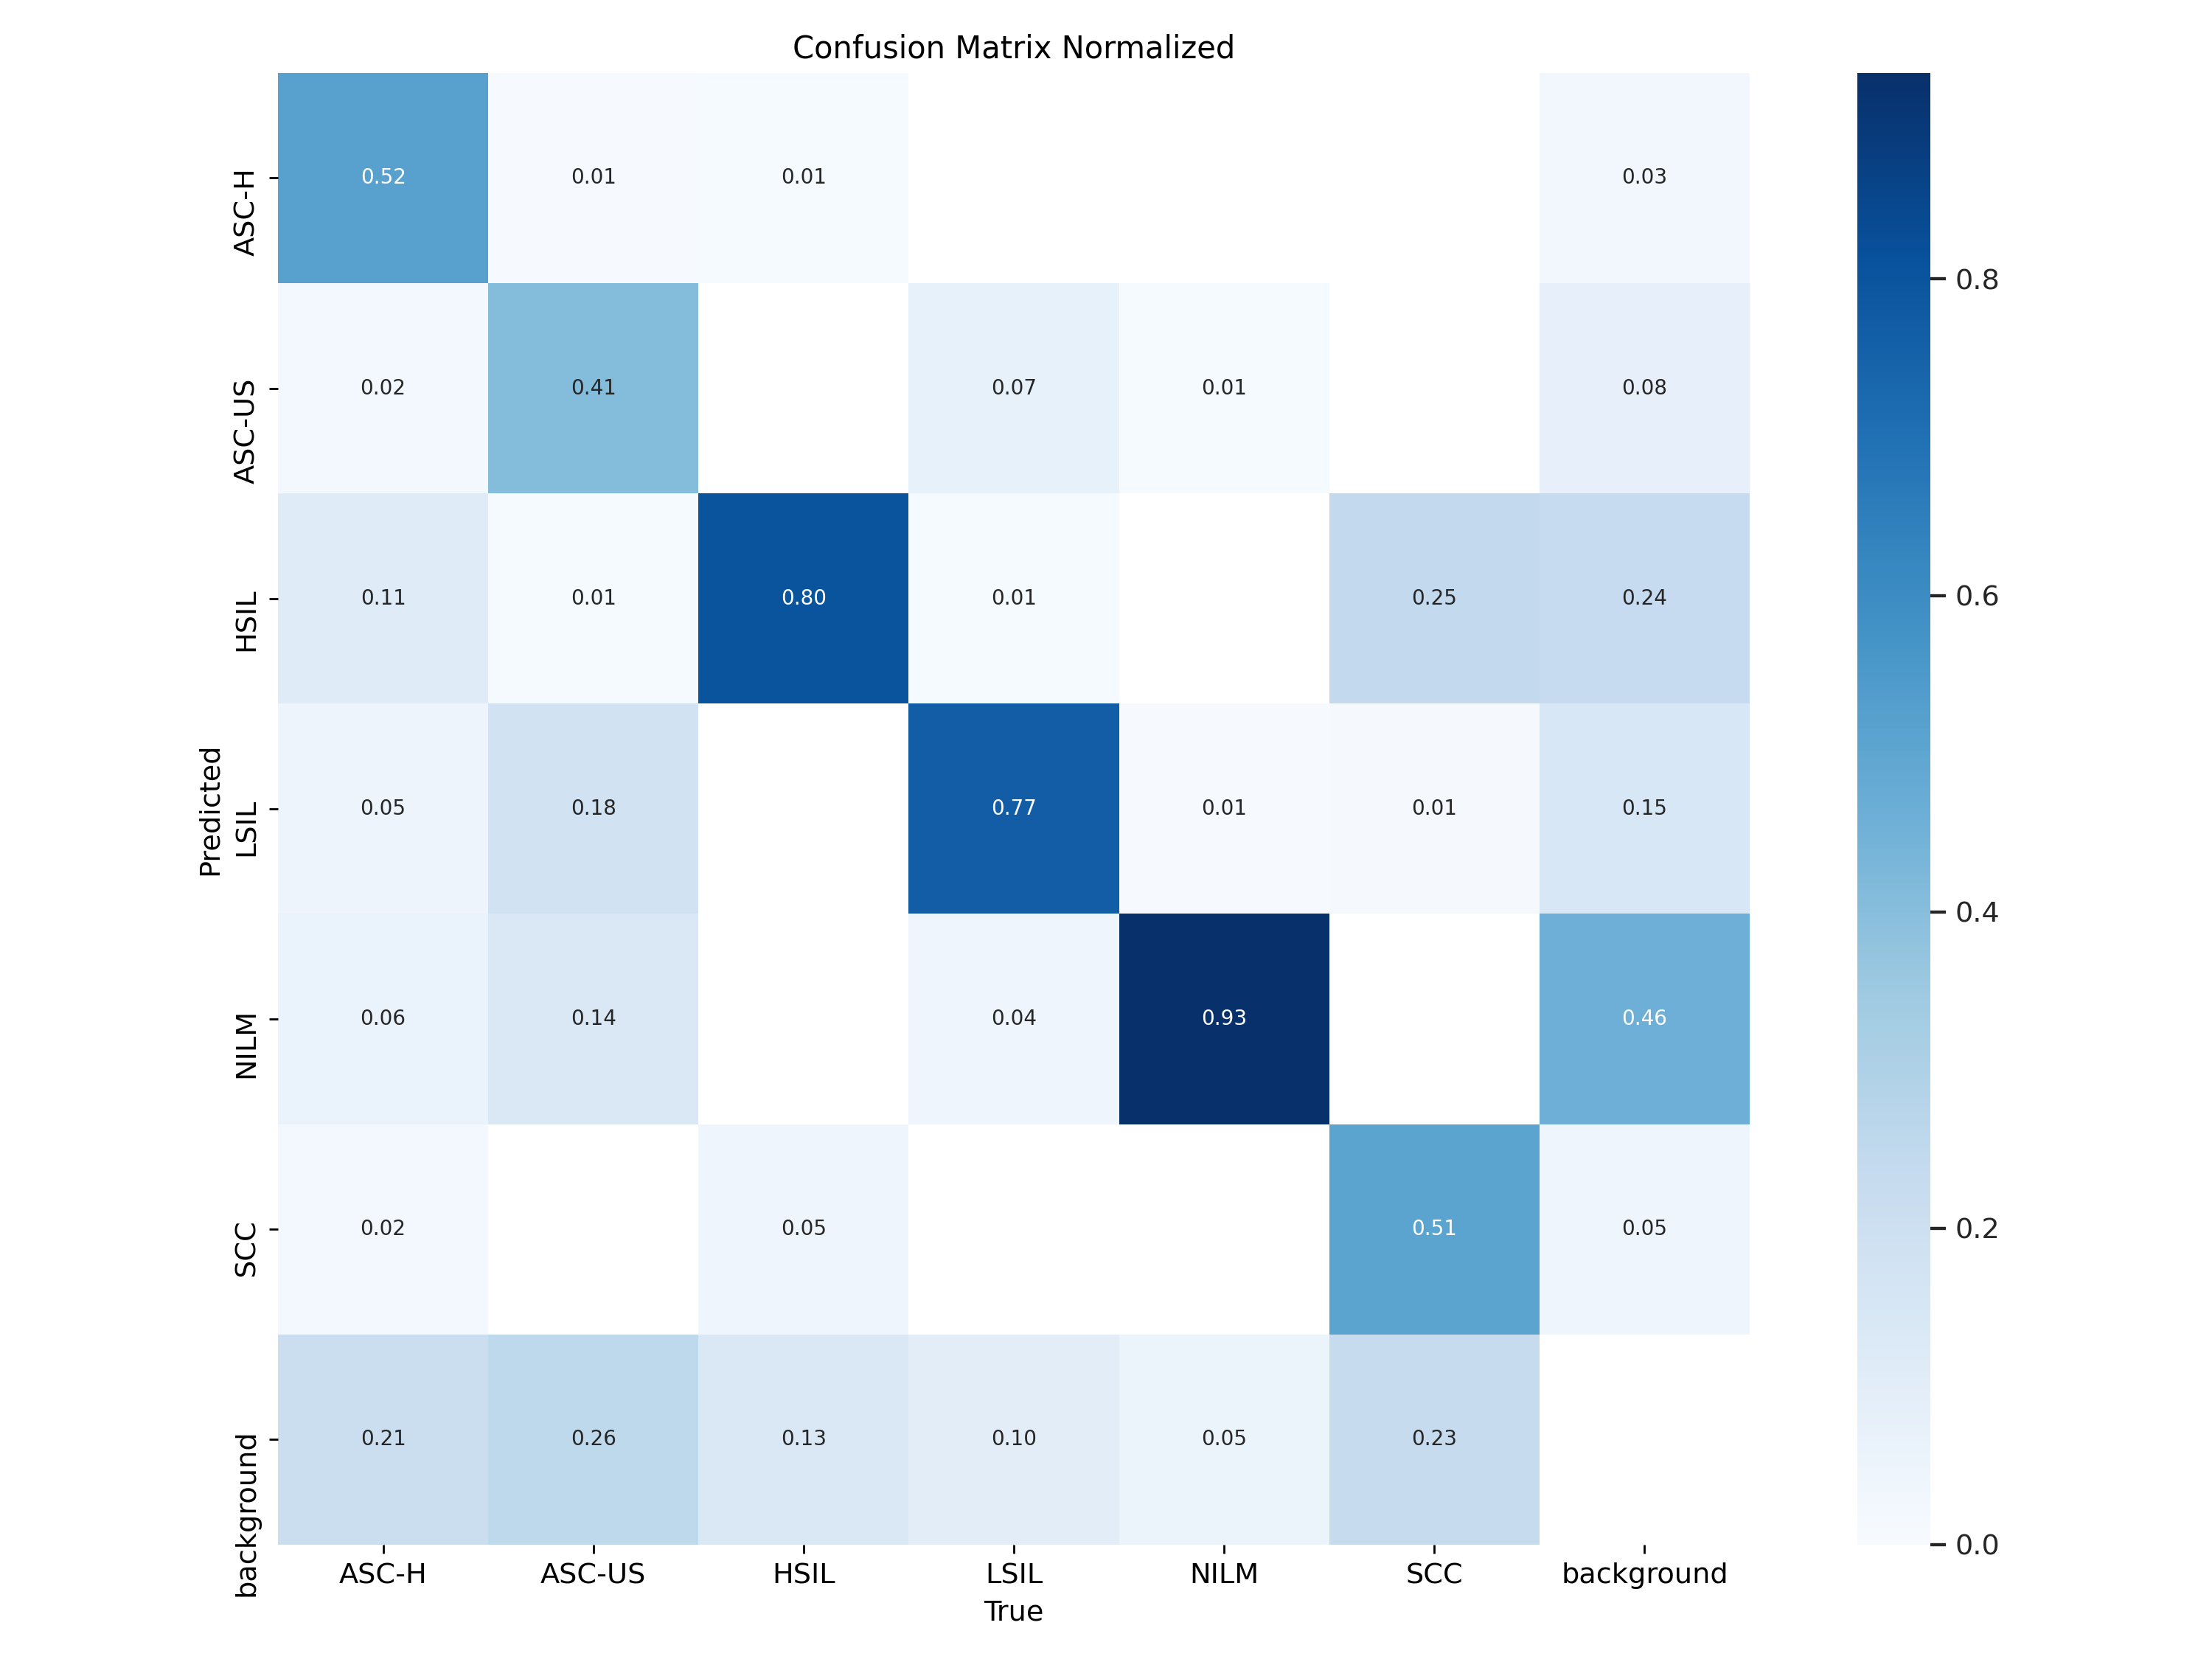 Confusion Matrix Normalized
ASC-H 0.52 0.01 0.01 0.03
ASC-US 0.02 0.41 0.07 0.01 0.08
HSIL 0.11 0.01 0.80 0.01 0.25 0.24
LSIL 0.05 0.18 0.77 0.01 0.01 0.15
NILM 0.06 0.14 0.04 0.93 0.46
SCC 0.02 0.05 0.51 0.05
background 0.21 0.26 0.13 0.10 0.05 0.23
Predicted
ASC-H ASC-US HSIL LSIL NILM SCC background
True
0.8
0.6
0.4
0.2
0.0